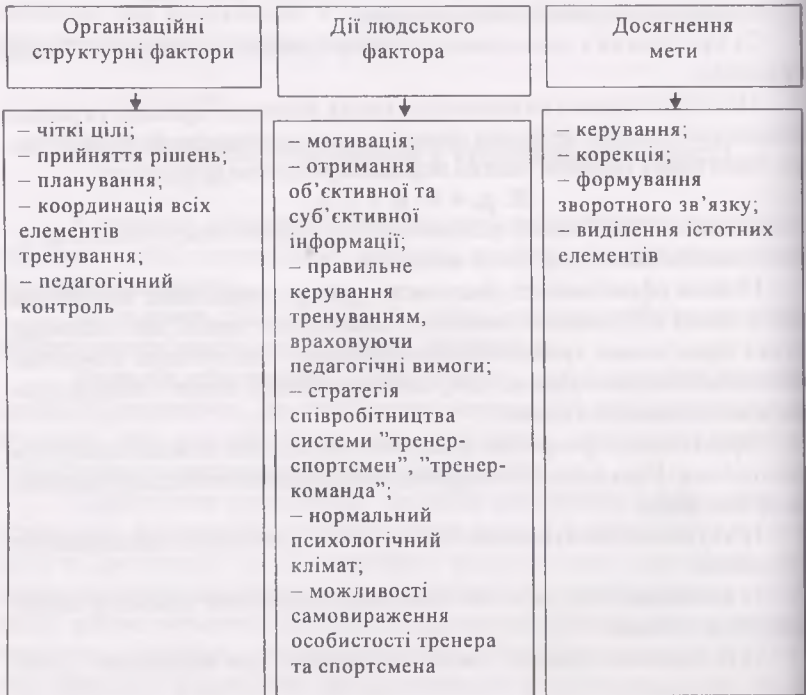 Організаційні
структурні фактори
Дії людського
фактора
Досягнення
мети
– чіткі цілі;
– прийняття рішень;
– планування;
– координація всіх
елементів
тренування;
– педагогічний
контроль
– мотивація;
– отримання
об’єктивної та
суб’єктивної
інформації;
– правильне
керування
тренуванням,
враховуючи
педагогічні вимоги;
– стратегія
співробітництва
системи ”тренер-
спортсмен”, ”тренер-
команда”;
– нормальний
психологічний
клімат;
– можливості
самовираження
особистості тренера
та спортсмена
– керування;
– корекція;
– формування
зворотного зв’язку;
– виділення істотних
елементів